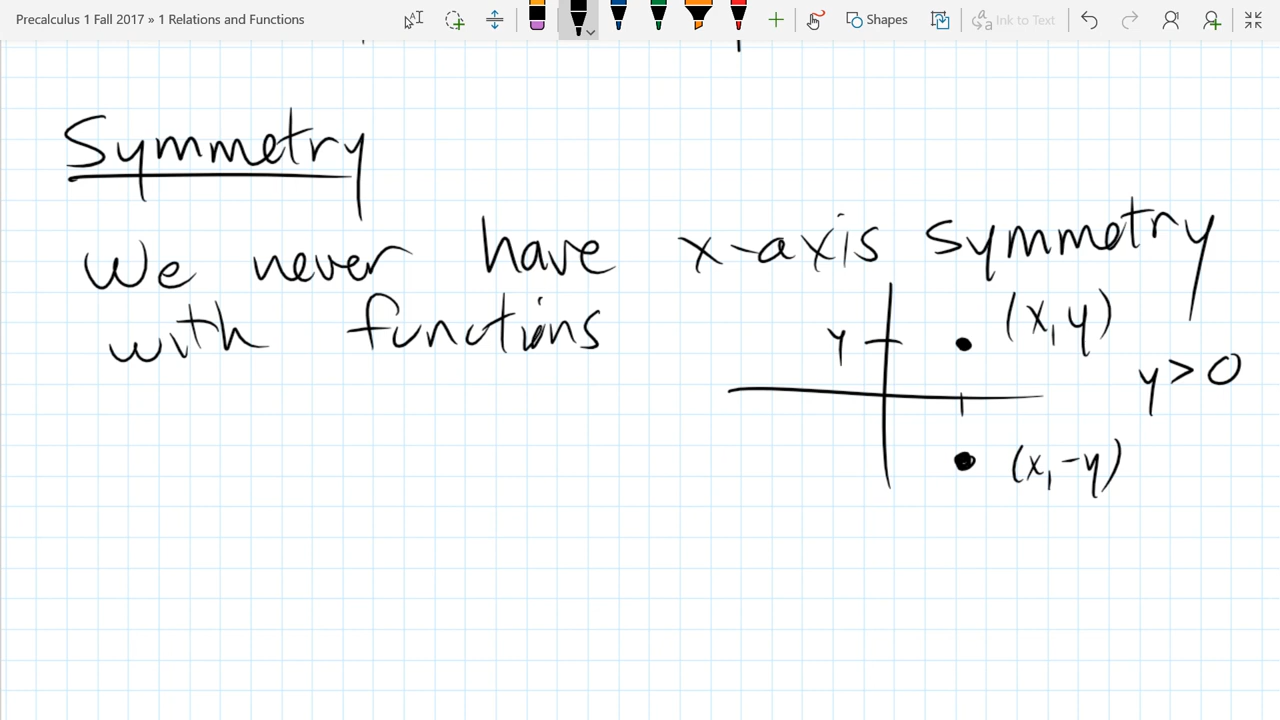 Precalculus 1 Fall 2017 » 1 Relations and Functions
Shapes
Ink to Text
Symmetry
We never have x-axis symmetry
with functions
(x, y)
y
y > 0
(x, -y)